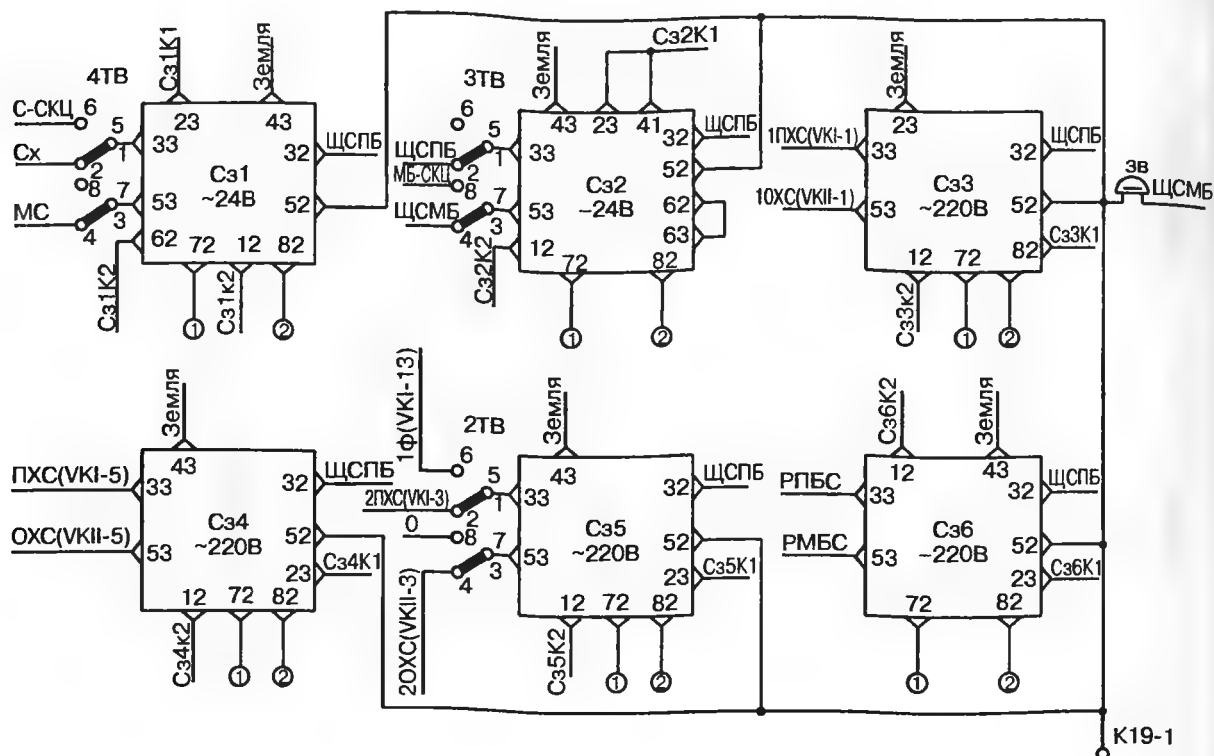 Сз1К1
Земля
4ТВ
С-СКЦ 6
5
1
Сх
2
8
7
МС
3
4
23
43
33
32
ЩСПБ
Сз1
~24В
53
52
62
72
12
82
Сз1К2
Сз1к2
1
2
Земля
Сз2К1
3ТВ
6
5
ЩСПБ
1
МБ-СКЦ
2
8
7
ЩСМБ
3
4
43
23
41
32
ЩСПБ
33
52
Сз2
-24В
53
62
63
12
72
82
Сз2К2
1
2
Земля
23
1ПХС(VKI-1)
33
32
ЩСПБ
Сз3
~220В
10ХС(VKII-1)
53
52
82
Сз3К1
12
72
82
Сз3к2
1
2
ЗВ
ЩСМБ
Земля
43
ПХС(VKI-5)
33
32
ЩСПБ
Сз4
~220В
ОХС(VKII-5)
53
52
23
Сз4К1
12
72
82
Сз4к2
1
2
1ф(VKI-13)
2ТВ
6
5
2ПХС(VKI-3)
1
2
0
8
7
3
4
2ОХС(VKII-3)
Земля
43
33
32
ЩСПБ
Сз5
~220В
53
52
23
Сз5К1
12
72
82
Сз5К2
1
2
Сз6К2
Земля
12
43
РПБС
33
32
ЩСПБ
Сз6
~220В
РМБС
53
52
23
Сз6К1
72
82
1
2
К19-1